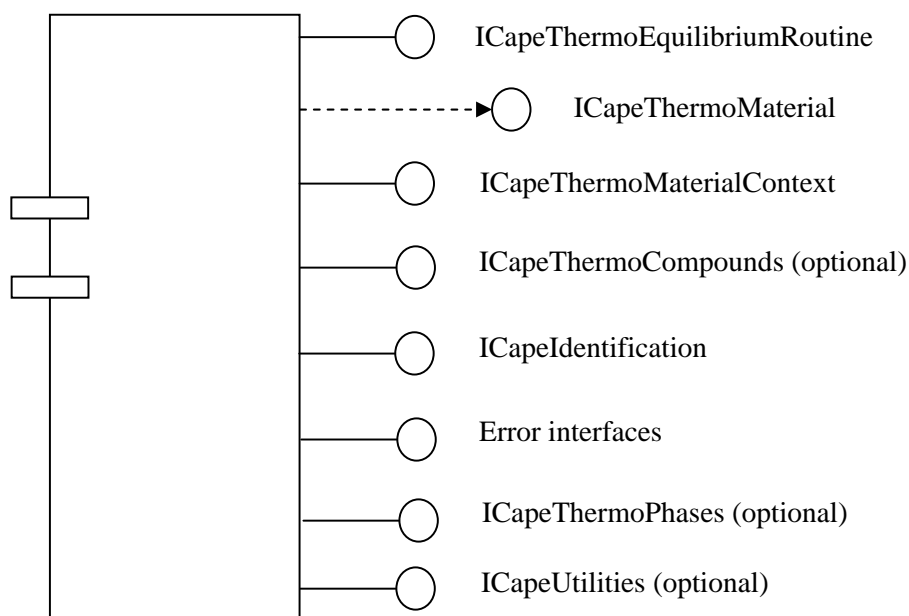 ICapeThermoEquilibriumRoutine
ICapeThermoMaterial
ICapeThermoMaterialContext
ICapeThermoCompounds (optional)
ICapeIdentification
Error interfaces
ICapeThermoPhases (optional)
ICapeUtilities (optional)